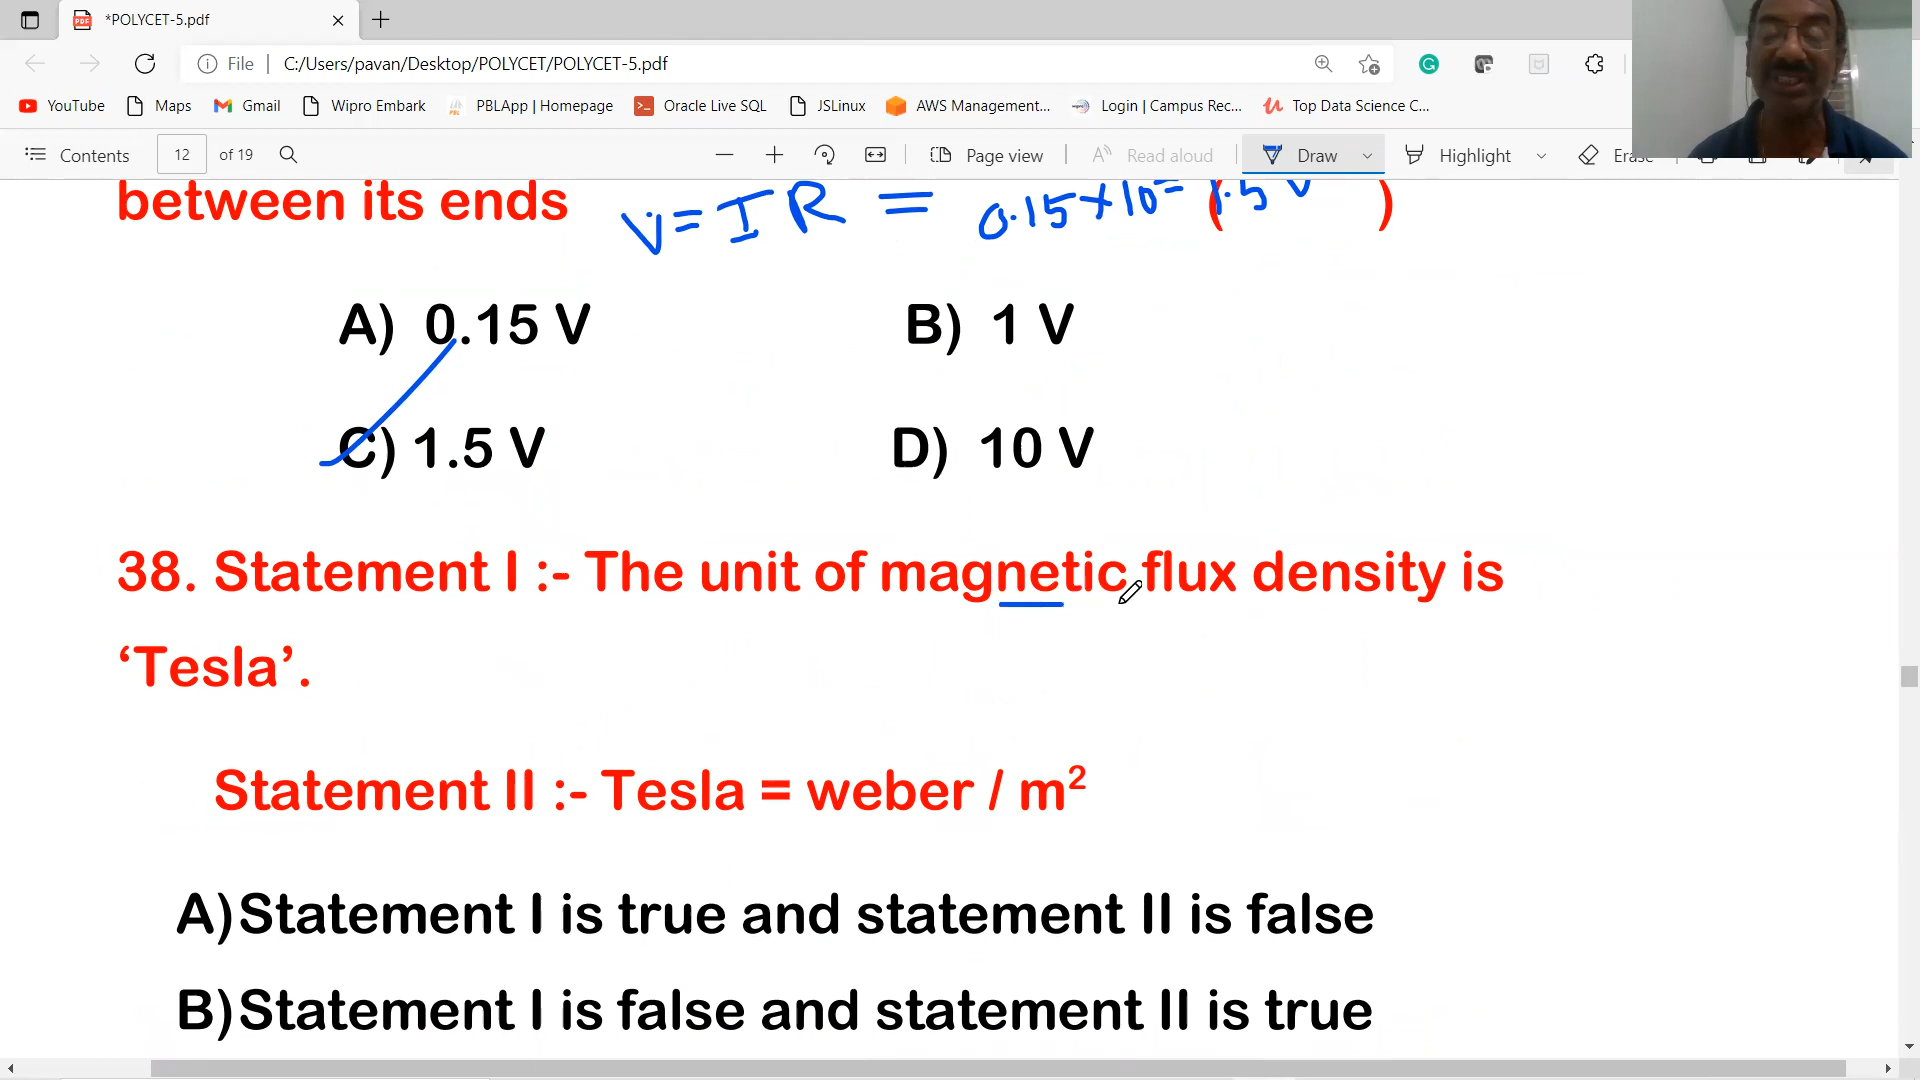 *POLYCET-5.pdf
File C:/Users/pavan/Desktop/POLYCET/POLYCET-5.pdf
YouTube Maps Gmail Wipro Embark PBLApp | Homepage Oracle Live SQL JSLinux AWS Management... Login | Campus Rec... Top Data Science C...
Contents 12 of 19 Page view Read aloud Draw Highlight
between its ends V = I R = 0.15 × 10 = 1.5 V ( )
A) 0.15 V B) 1 V
C) 1.5 V D) 10 V
38. Statement I :- The unit of magnetic flux density is
‘Tesla’.
Statement II :- Tesla = weber / m²
A) Statement I is true and statement II is false
B) Statement I is false and statement II is true